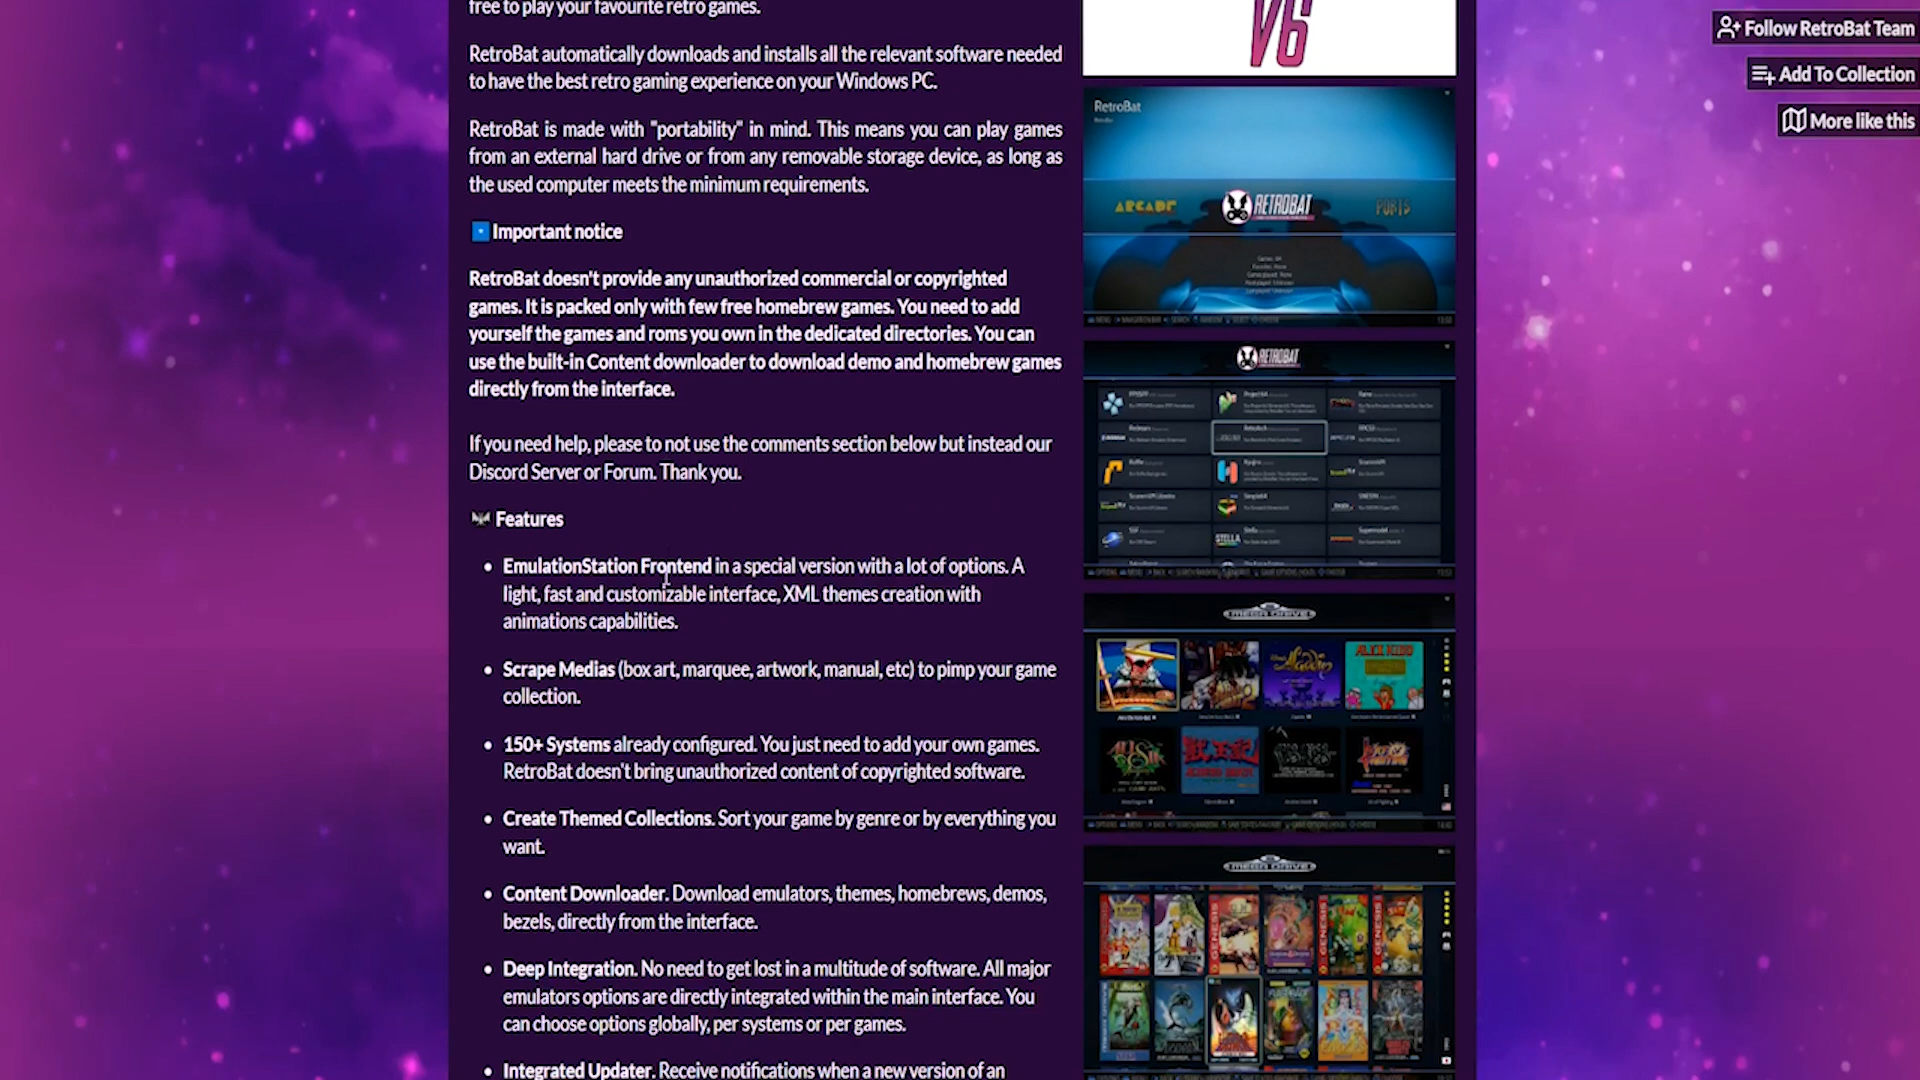 free to play your favourite retro games.
RetroBat automatically downloads and installs all the relevant software needed
to have the best retro gaming experience on your Windows PC.
RetroBat is made with "portability" in mind. This means you can play games
from an external hard drive or from any removable storage device, as long as
the used computer meets the minimum requirements.
Important notice
RetroBat doesn't provide any unauthorized commercial or copyrighted
games. It is packed only with few free homebrew games. You need to add
yourself the games and roms you own in the dedicated directories. You can
use the built-in Content downloader to download demo and homebrew games
directly from the interface.
If you need help, please to not use the comments section below but instead our
Discord Server or Forum. Thank you.
Features
• EmulationStation Frontend in a special version with a lot of options. A
light, fast and customizable interface, XML themes creation with
animations capabilities.
• Scrape Medias (box art, marquee, artwork, manual, etc) to pimp your game
collection.
• 150+ Systems already configured. You just need to add your own games.
RetroBat doesn't bring unauthorized content of copyrighted software.
• Create Themed Collections. Sort your game by genre or by everything you
want.
• Content Downloader. Download emulators, themes, homebrews, demos,
bezels, directly from the interface.
• Deep Integration. No need to get lost in a multitude of software. All major
emulators options are directly integrated within the main interface. You
can choose options globally, per systems or per games.
• Integrated Updater. Receive notifications when a new version of an
V6
RetroBat
ARCADE
RETROBAT
PORTS
RETROBAT
STELLA
MEGA DRIVE
Aladdin
ALEX KIDD
MEGA DRIVE
GENESIS
GENESIS
GENESIS
Follow RetroBat Team
Add To Collection
More like this